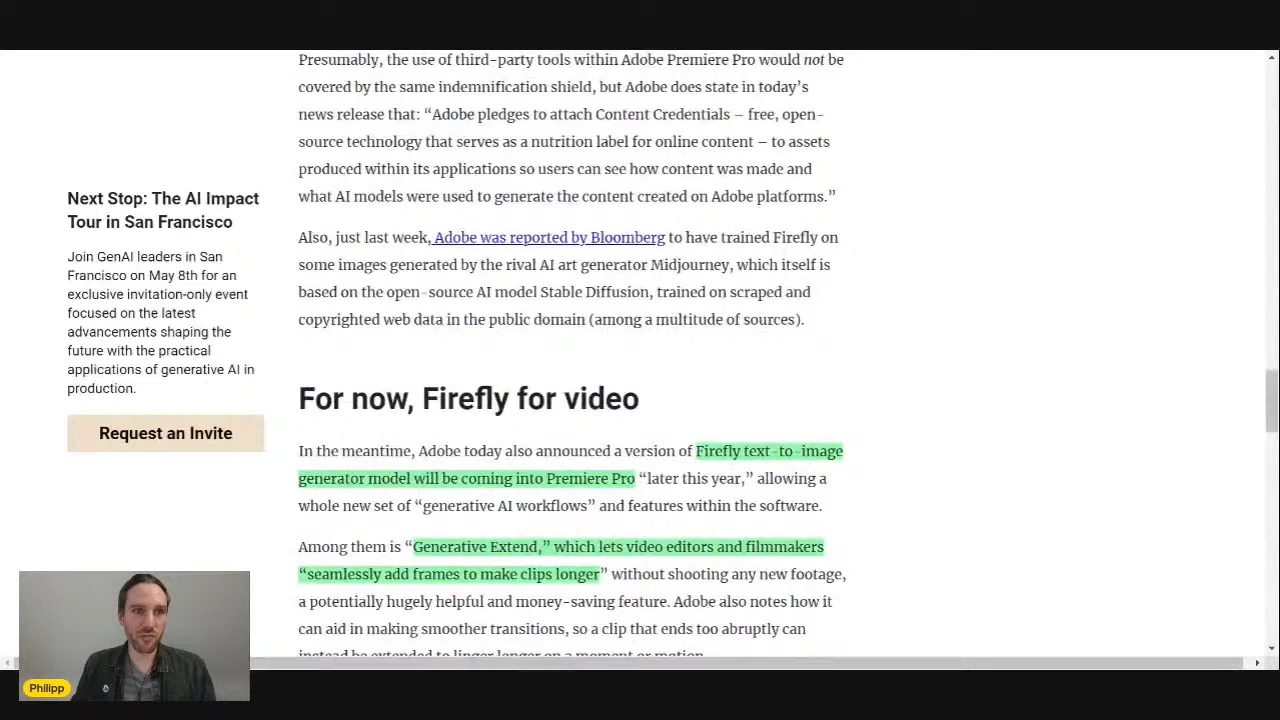 Presumably, the use of third-party tools within Adobe Premiere Pro would not be
covered by the same indemnification shield, but Adobe does state in today’s
news release that: “Adobe pledges to attach Content Credentials – free, open-
source technology that serves as a nutrition label for online content – to assets
produced within its applications so users can see how content was made and
what AI models were used to generate the content created on Adobe platforms.”
Next Stop: The AI Impact
Tour in San Francisco
Join GenAI leaders in San
Francisco on May 8th for an
exclusive invitation-only event
focused on the latest
advancements shaping the
future with the practical
applications of generative AI in
production.
Request an Invite
Also, just last week, Adobe was reported by Bloomberg to have trained Firefly on
some images generated by the rival AI art generator Midjourney, which itself is
based on the open-source AI model Stable Diffusion, trained on scraped and
copyrighted web data in the public domain (among a multitude of sources).
For now, Firefly for video
In the meantime, Adobe today also announced a version of Firefly text-to-image
generator model will be coming into Premiere Pro “later this year,” allowing a
whole new set of “generative AI workflows” and features within the software.
Among them is “Generative Extend,” which lets video editors and filmmakers
“seamlessly add frames to make clips longer” without shooting any new footage,
a potentially hugely helpful and money-saving feature. Adobe also notes how it
can aid in making smoother transitions, so a clip that ends too abruptly can
instead be extended to linger longer on a moment or motion.
Philipp